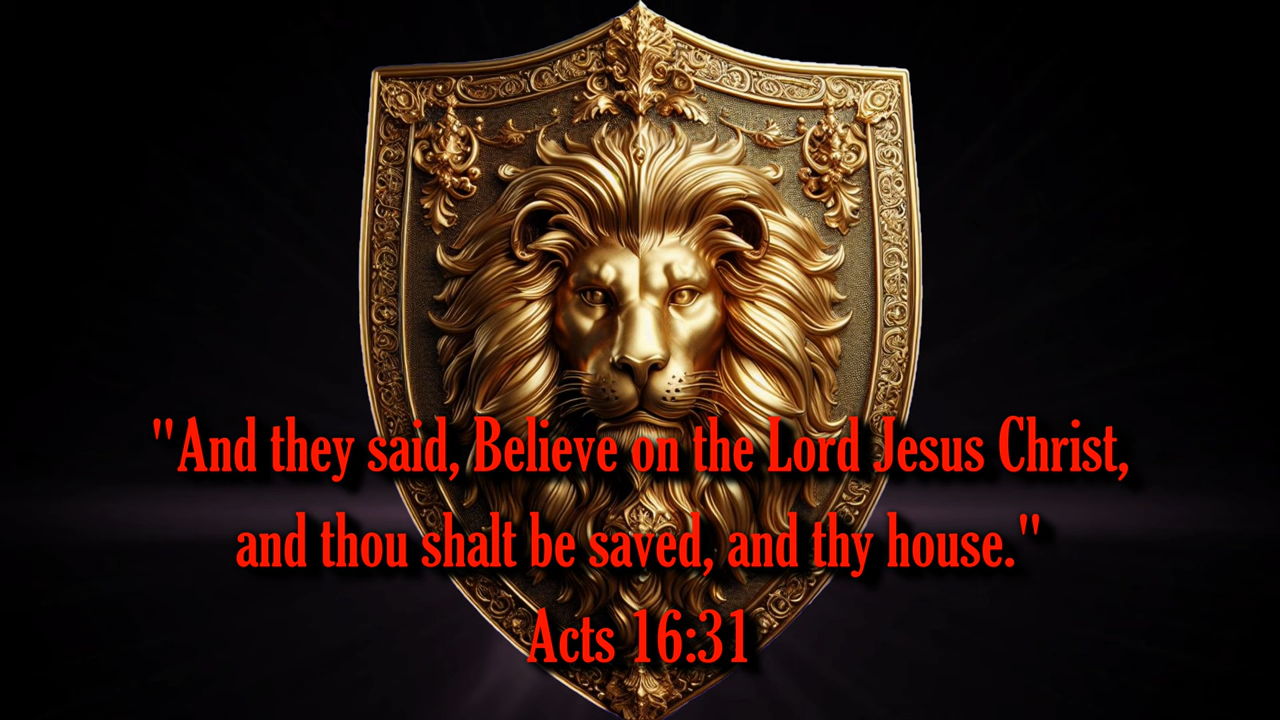 "And they said, Believe on the Lord Jesus Christ,
and thou shalt be saved, and thy house."
Acts 16:31